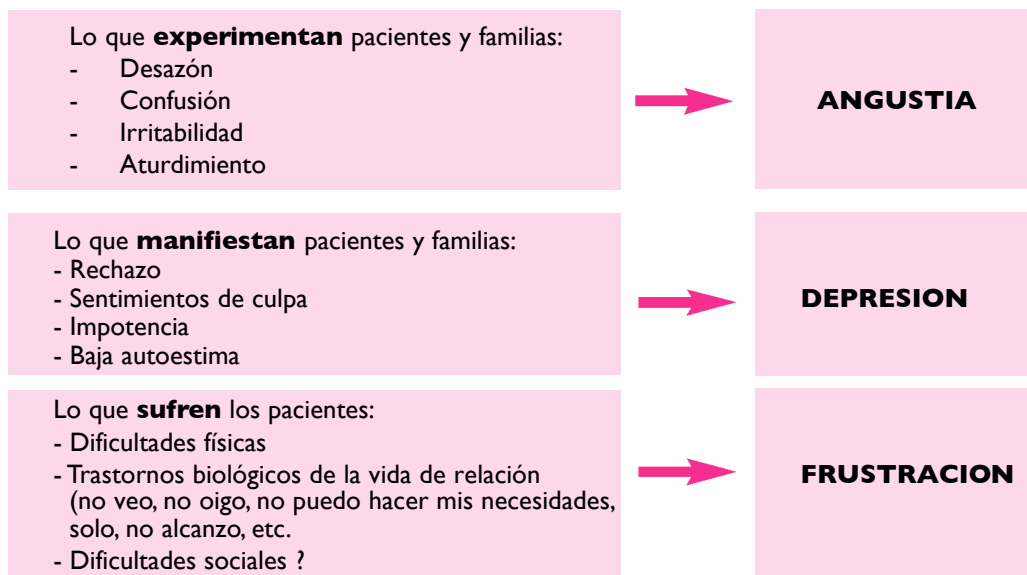 Lo que experimentan pacientes y familias:
- Desazón
- Confusión
- Irritabilidad
- Aturdimiento
ANGUSTIA
Lo que manifiestan pacientes y familias:
- Rechazo
- Sentimientos de culpa
- Impotencia
- Baja autoestima
DEPRESION
Lo que sufren los pacientes:
- Dificultades físicas
- Trastornos biológicos de la vida de relación
(no veo, no oigo, no puedo hacer mis necesidades,
solo, no alcanzo, etc.
- Dificultades sociales ?
FRUSTRACION